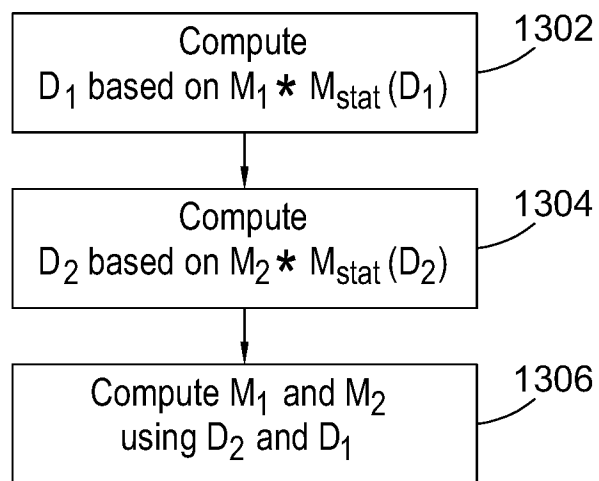 1302
Compute
D₁ based on M₁ * Mstat (D₁)
1304
Compute
D₂ based on M₂ * Mstat (D₂)
1306
Compute M₁ and M₂
using D₂ and D₁